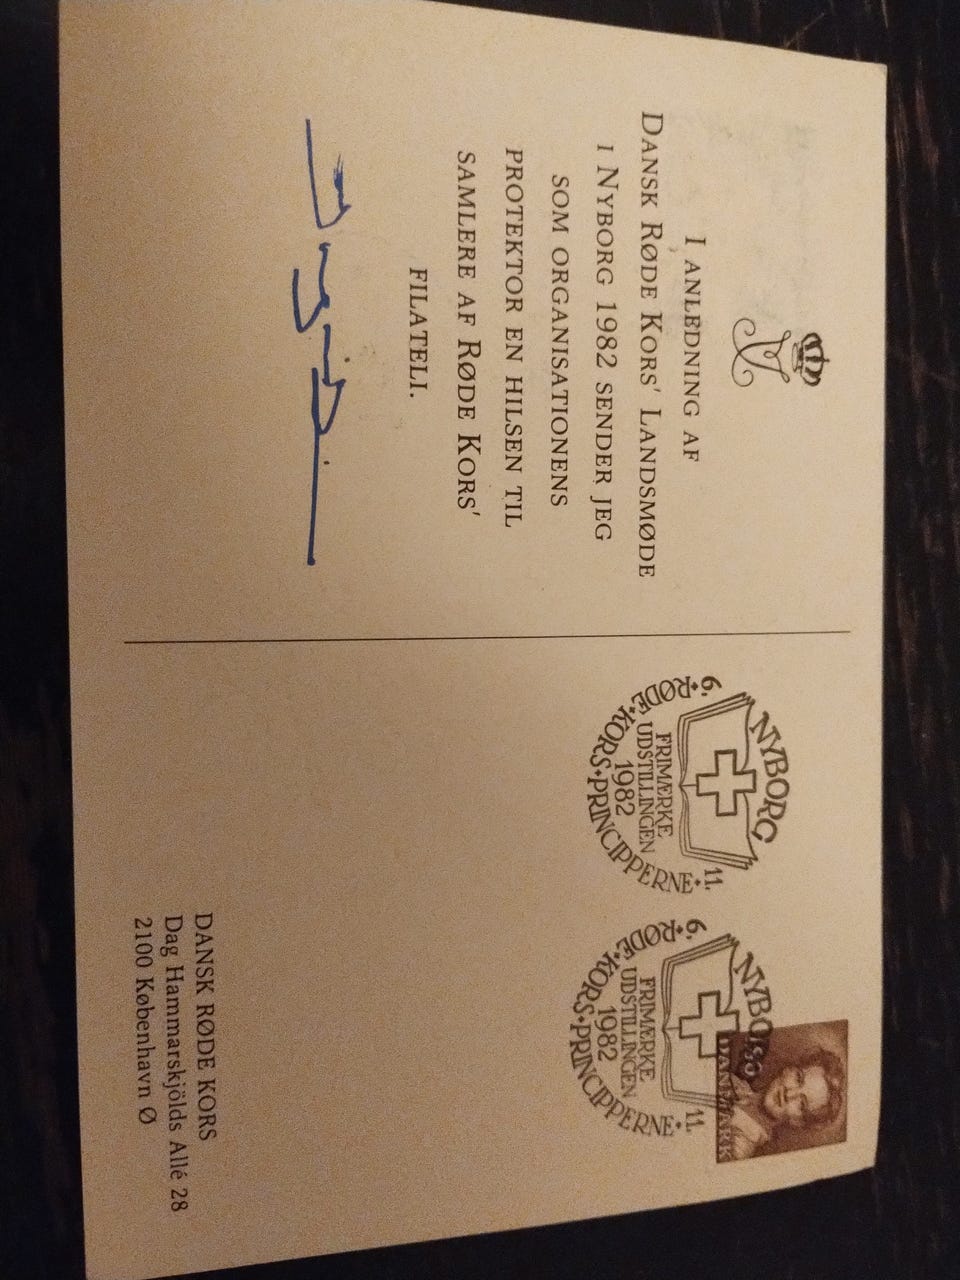 I ANLEDNING AF
DANSK RØDE KORS' LANDSMØDE
I NYBORG 1982 SENDER JEG
SOM ORGANISATIONENS
PROTEKTOR EN HILSEN TIL
SAMLERE AF RØDE KORS'
FILATELI.
NYBORG
6. 11.
FRIMÆRKE
UDSTILLINGEN
1982
RØDE•KORS•PRINCIPPERNE•
NYBORG
6. 11.
FRIMÆRKE
UDSTILLINGEN
1982
RØDE•KORS•PRINCIPPERNE•
DANMARK
DANSK RØDE KORS
Dag Hammarskjölds Allé 28
2100 København Ø